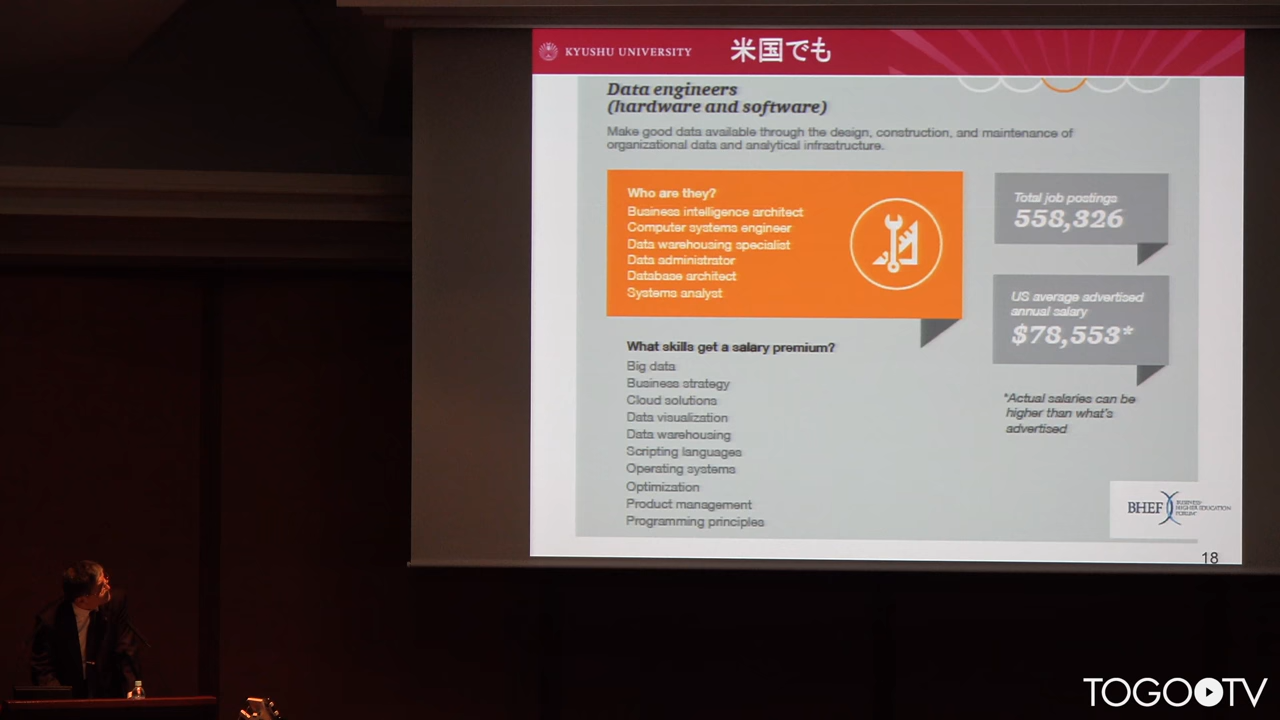 KYUSHU UNIVERSITY
米国でも
Data engineers
(hardware and software)
Make good data available through the design, construction, and maintenance of
organizational data and analytical infrastructure.
Who are they?
Business intelligence architect
Computer systems engineer
Data warehousing specialist
Data administrator
Database architect
Systems analyst
Total job postings
558,326
US average advertised
annual salary
$78,553*
*Actual salaries can be
higher than what's
advertised
What skills get a salary premium?
Big data
Business strategy
Cloud solutions
Data visualization
Data warehousing
Scripting languages
Operating systems
Optimization
Product management
Programming principles
BHEF
BUSINESS-
HIGHER EDUCATION
FORUM
18
TOGOTV